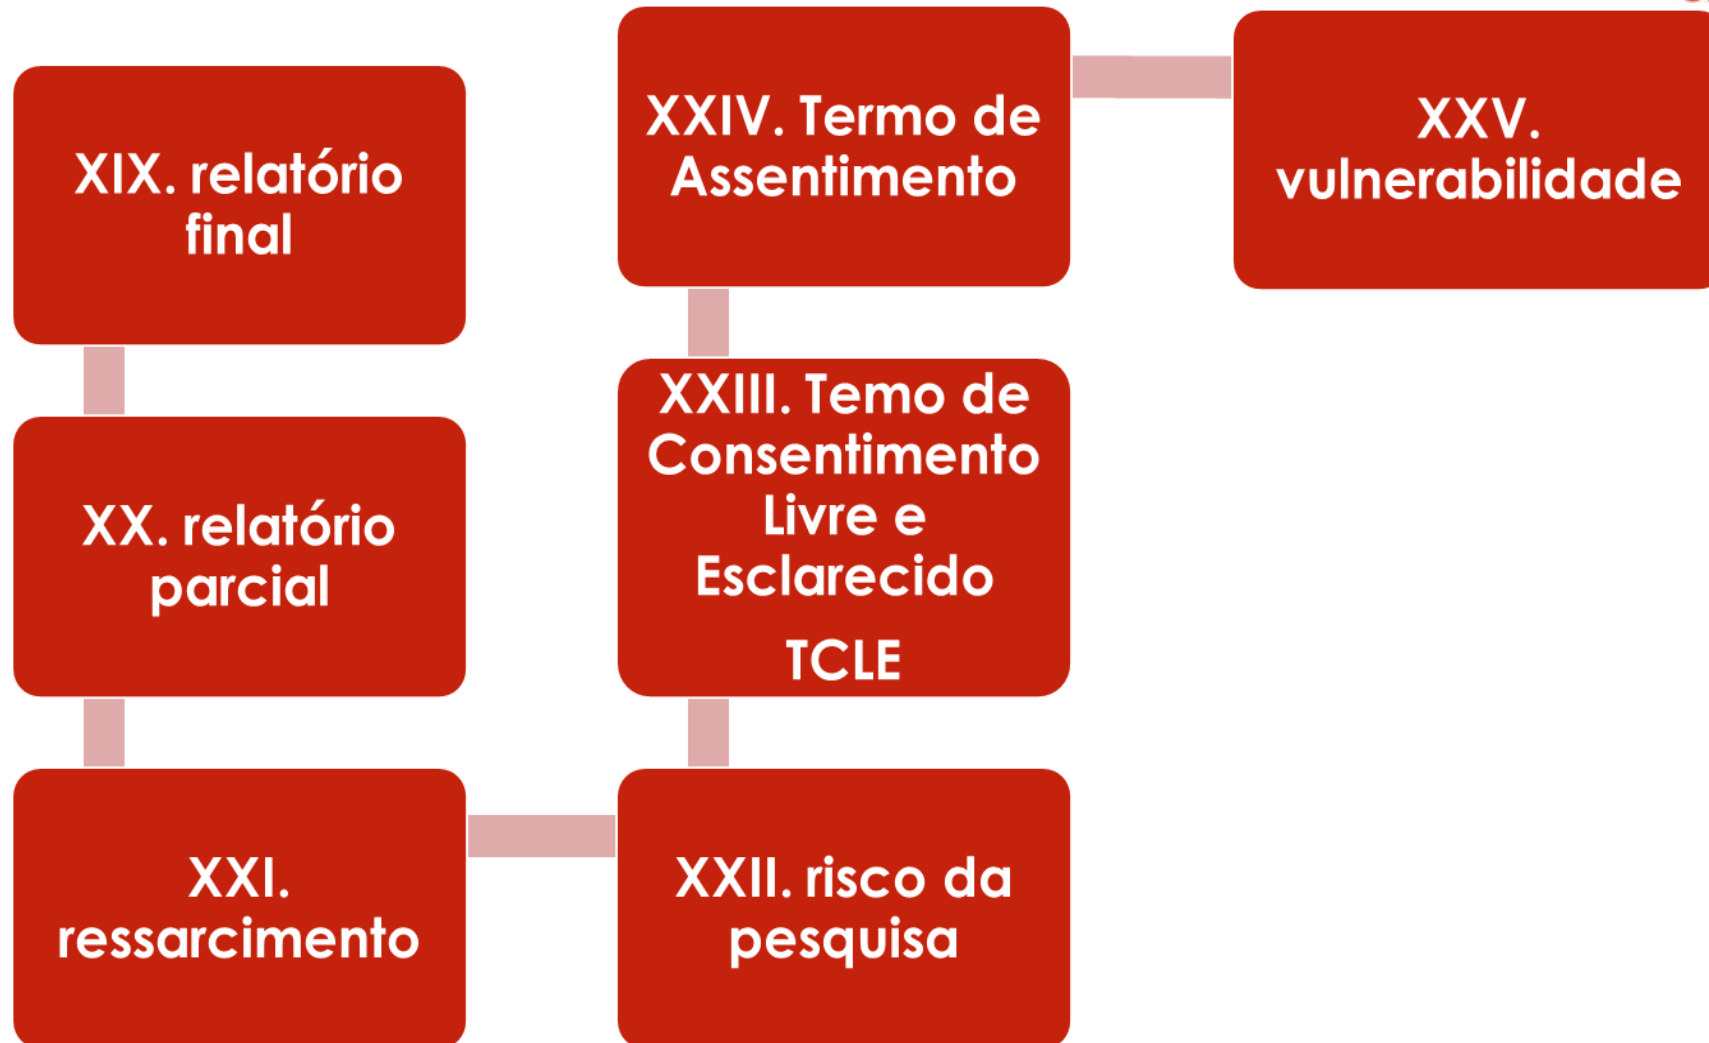 XIX. relatório
final
XX. relatório
parcial
XXI.
ressarcimento
XXII. risco da
pesquisa
XXIII. Temo de
Consentimento
Livre e
Esclarecido
TCLE
XXIV. Termo de
Assentimento
XXV.
vulnerabilidade